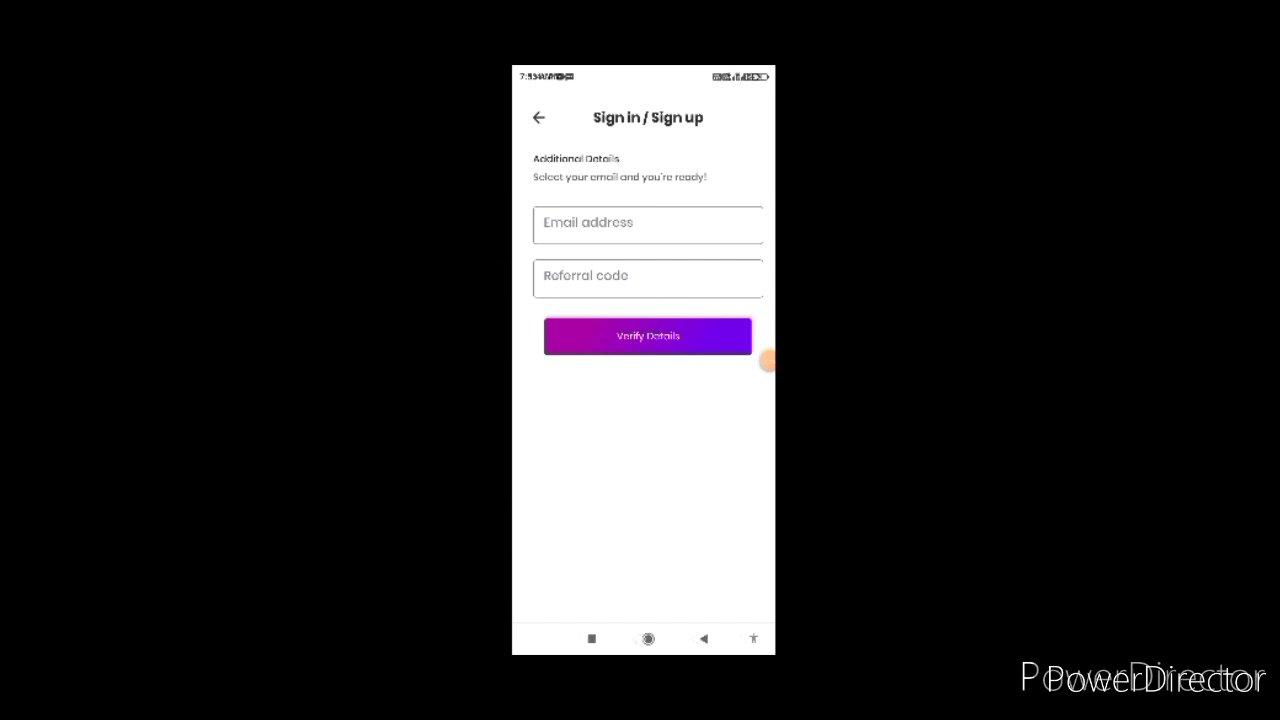 Sign in / Sign up
Additional Details
Select your email and you're ready!
Email address
Referral code
Verify Details
PowerDirector
PowerDirector